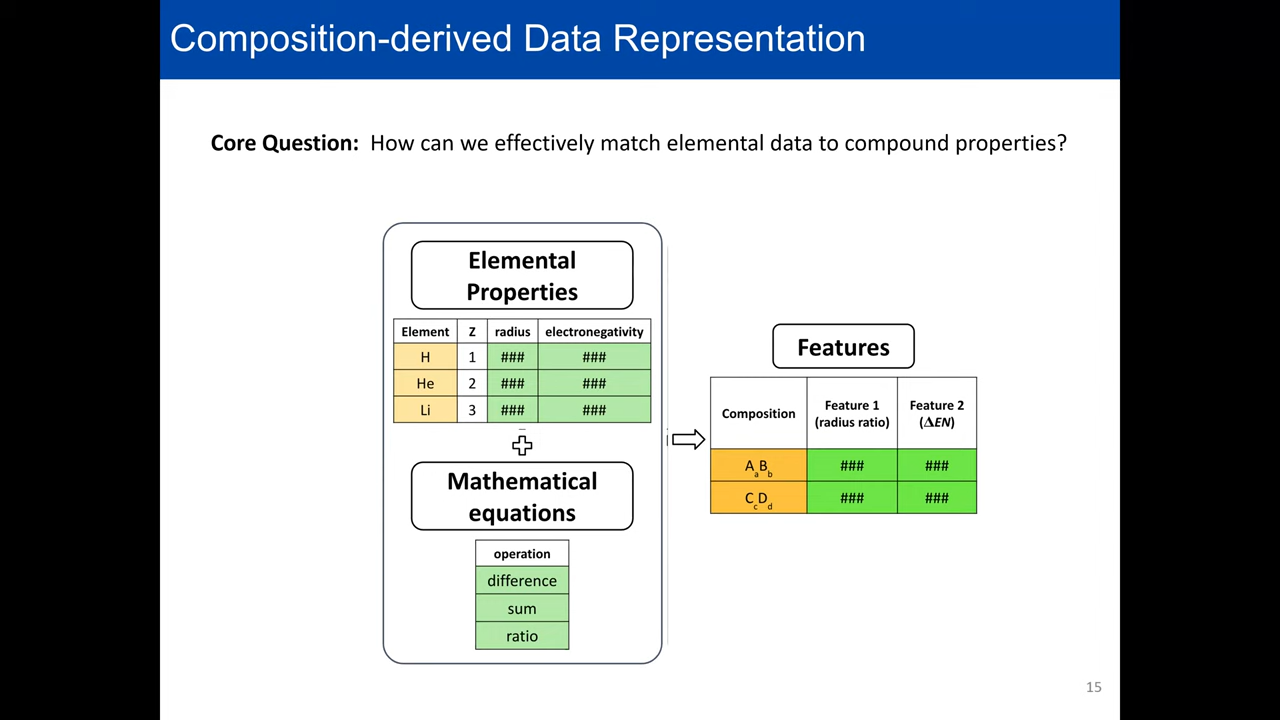 Composition-derived Data Representation
Core Question: How can we effectively match elemental data to compound properties?
Elemental
Properties
Element Z radius electronegativity
H 1 ### ###
He 2 ### ###
Li 3 ### ###
Mathematical
equations
operation
difference
sum
ratio
Features
Composition Feature 1 (radius ratio) Feature 2 (ΔEN)
AaBb ### ###
CcDd ### ###
15